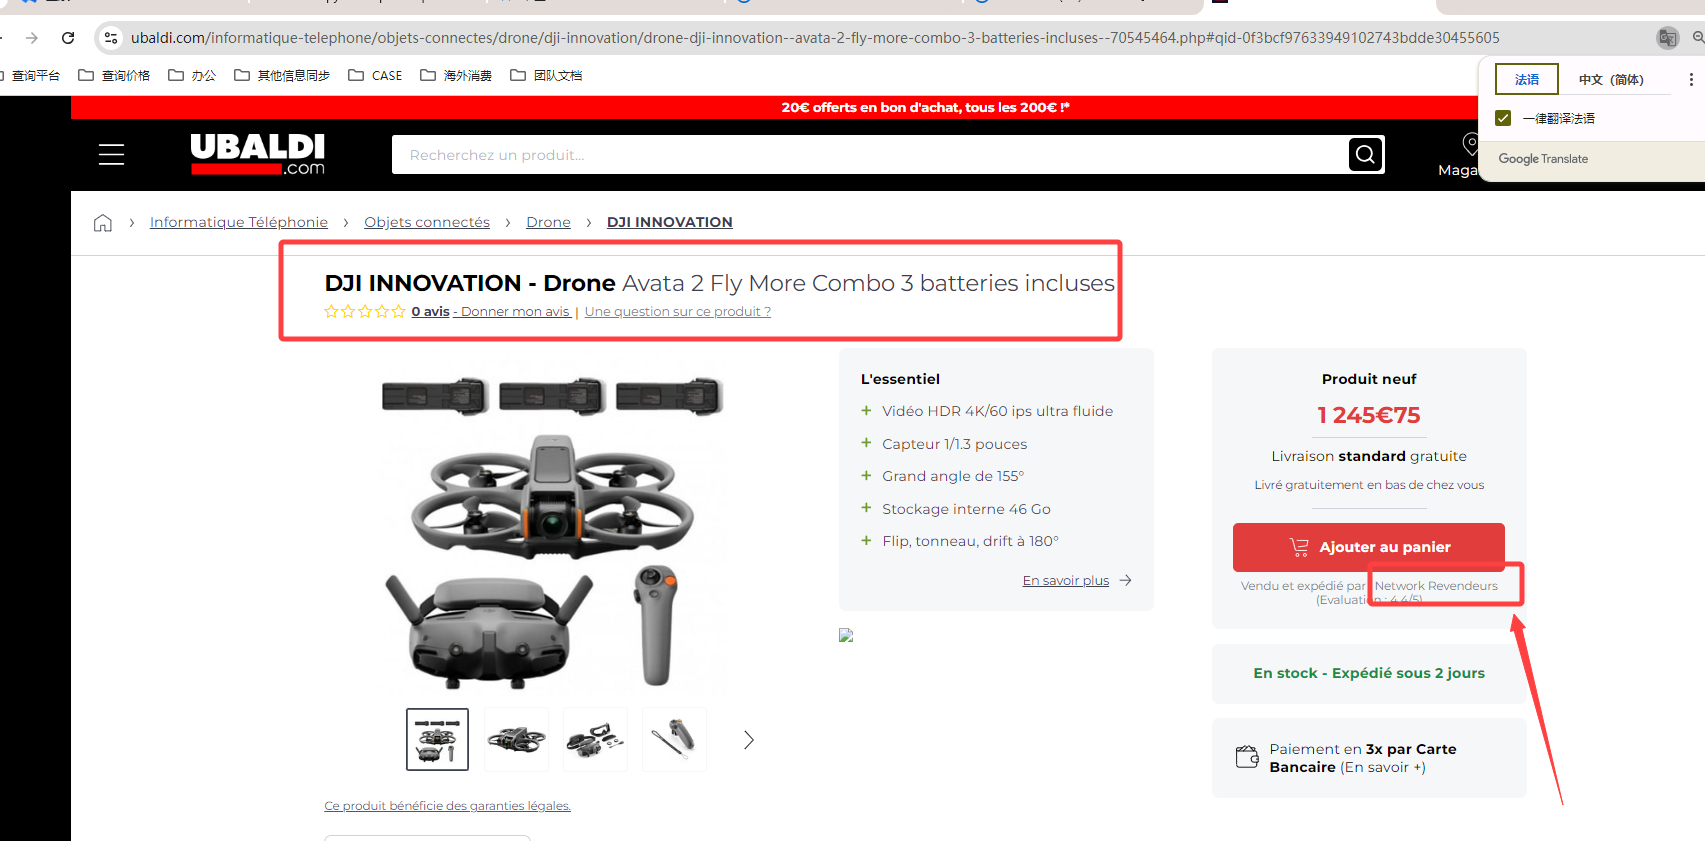 ubaldi.com/informatique-telephone/objets-connectes/drone/dji-innovation/drone-dji-innovation--avata-2-fly-more-combo-3-batteries-incluses--70545464.php#qid-0f3bcf97633949102743bdde30455605
查询平台 查询价格 办公 其他信息同步 CASE 海外消费 团队文档
法语 中文（简体）
一律翻译法语
Google Translate
20€ offerts en bon d'achat, tous les 200€ !*
UBALDI
.com
Recherchez un produit...
Maga
Informatique Téléphonie › Objets connectés › Drone › DJI INNOVATION
DJI INNOVATION - Drone Avata 2 Fly More Combo 3 batteries incluses
0 avis - Donner mon avis | Une question sur ce produit ?
L'essentiel
+ Vidéo HDR 4K/60 ips ultra fluide
+ Capteur 1/1.3 pouces
+ Grand angle de 155°
+ Stockage interne 46 Go
+ Flip, tonneau, drift à 180°
En savoir plus
Produit neuf
1 245€75
Livraison standard gratuite
Livré gratuitement en bas de chez vous
Ajouter au panier
Vendu et expédié par Network Revendeurs
(Evaluation : 4.4/5)
En stock - Expédié sous 2 jours
Paiement en 3x par Carte
Bancaire (En savoir +)
Ce produit bénéficie des garanties légales.